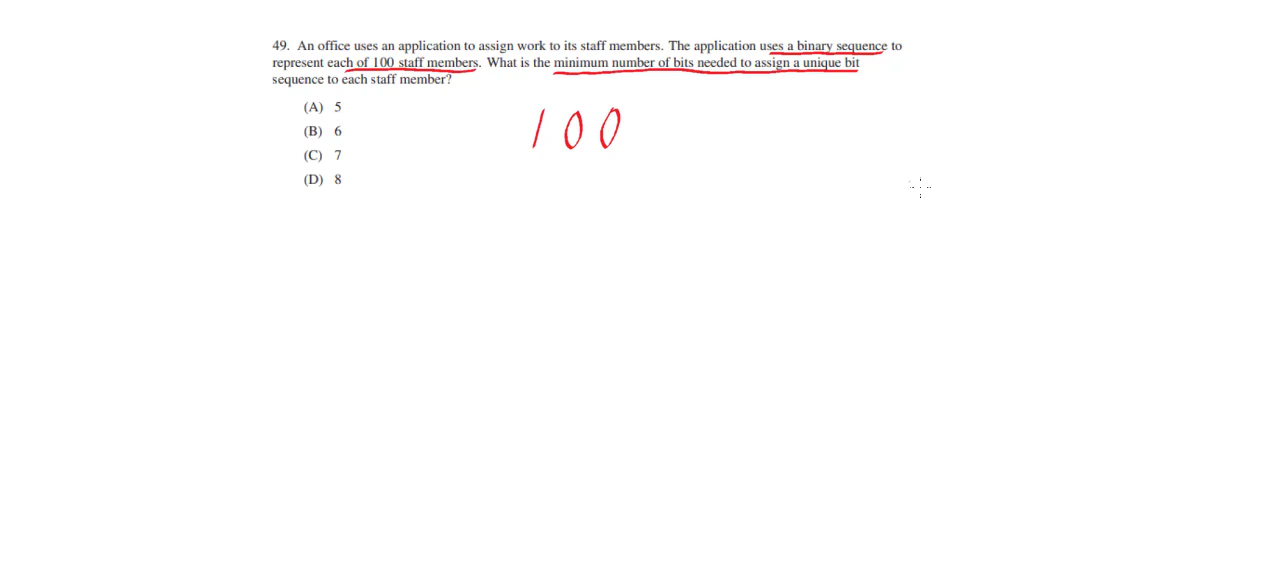 49. An office uses an application to assign work to its staff members. The application uses a binary sequence to
represent each of 100 staff members. What is the minimum number of bits needed to assign a unique bit
sequence to each staff member?
(A) 5
(B) 6
(C) 7
(D) 8
100